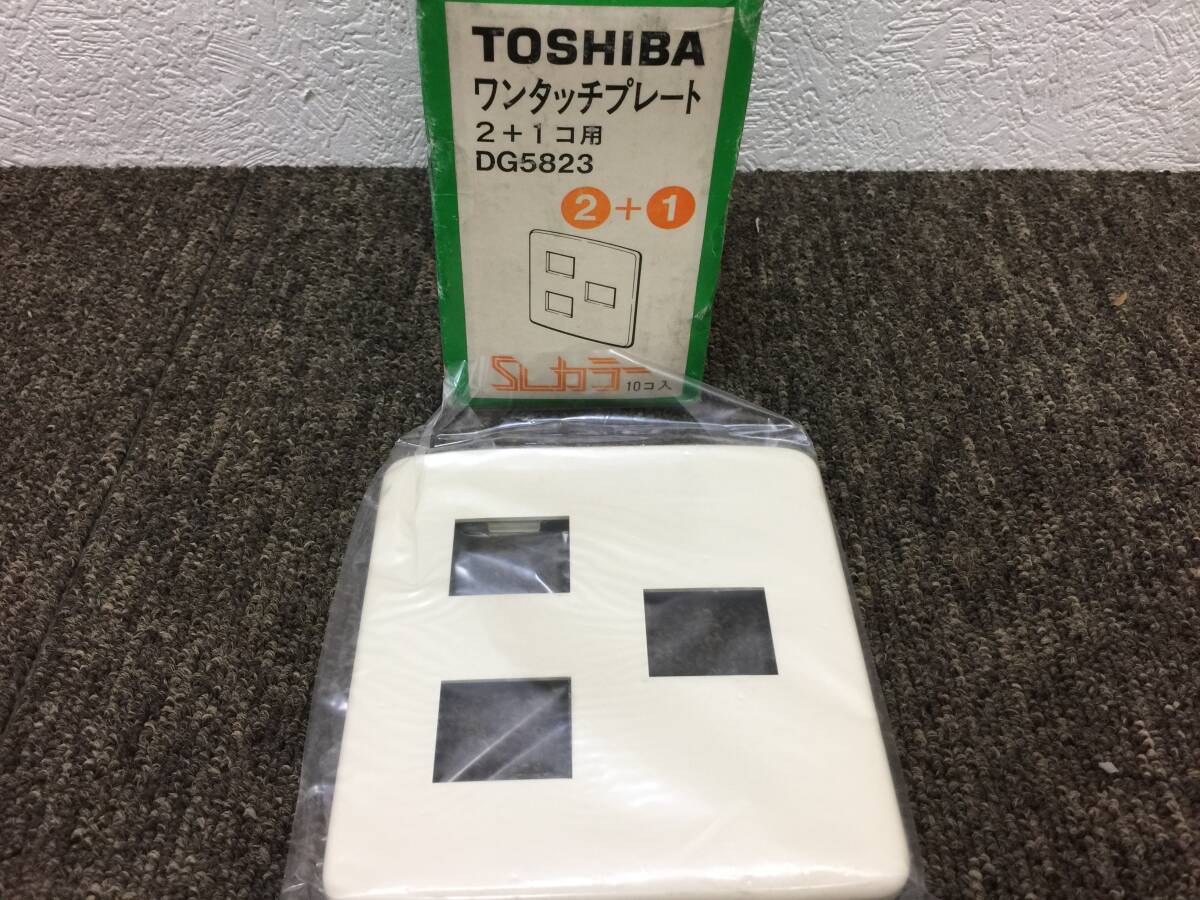 TOSHIBA
ワンタッチプレート
2+1コ用
DG5823
2+1
SLカラー 10コ入